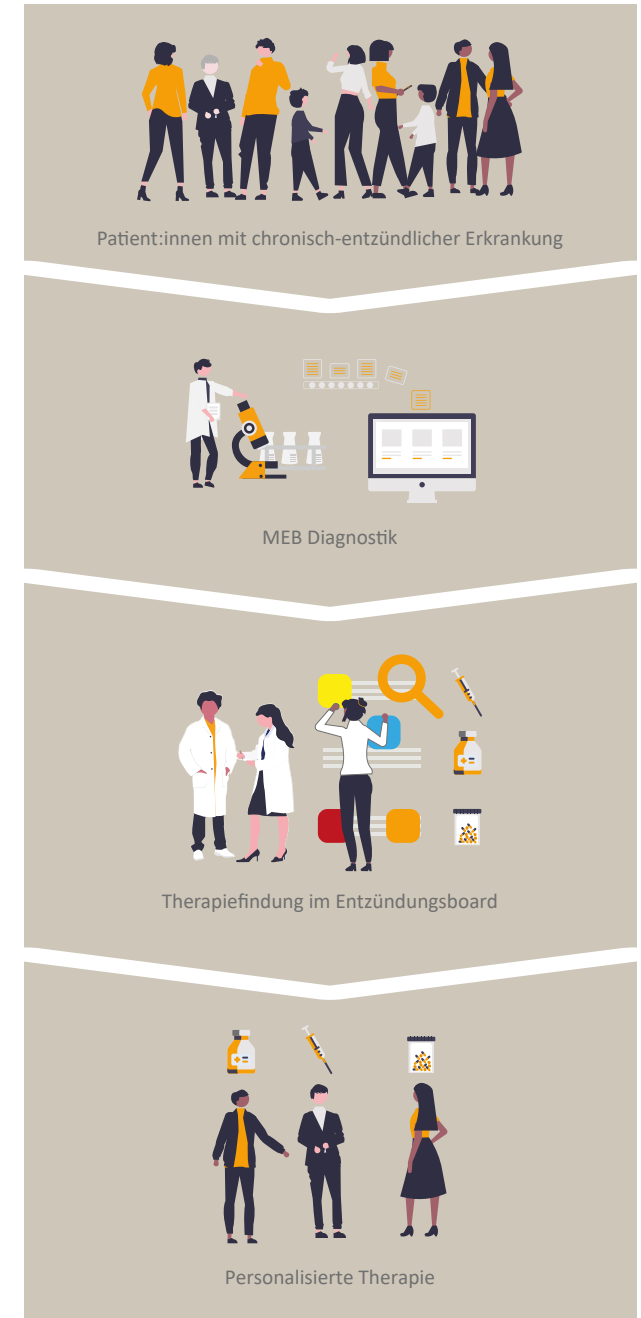 Patient:innen mit chronisch-entzündlicher Erkrankung
MEB Diagnostik
Therapiefindung im Entzündungsboard
Personalisierte Therapie